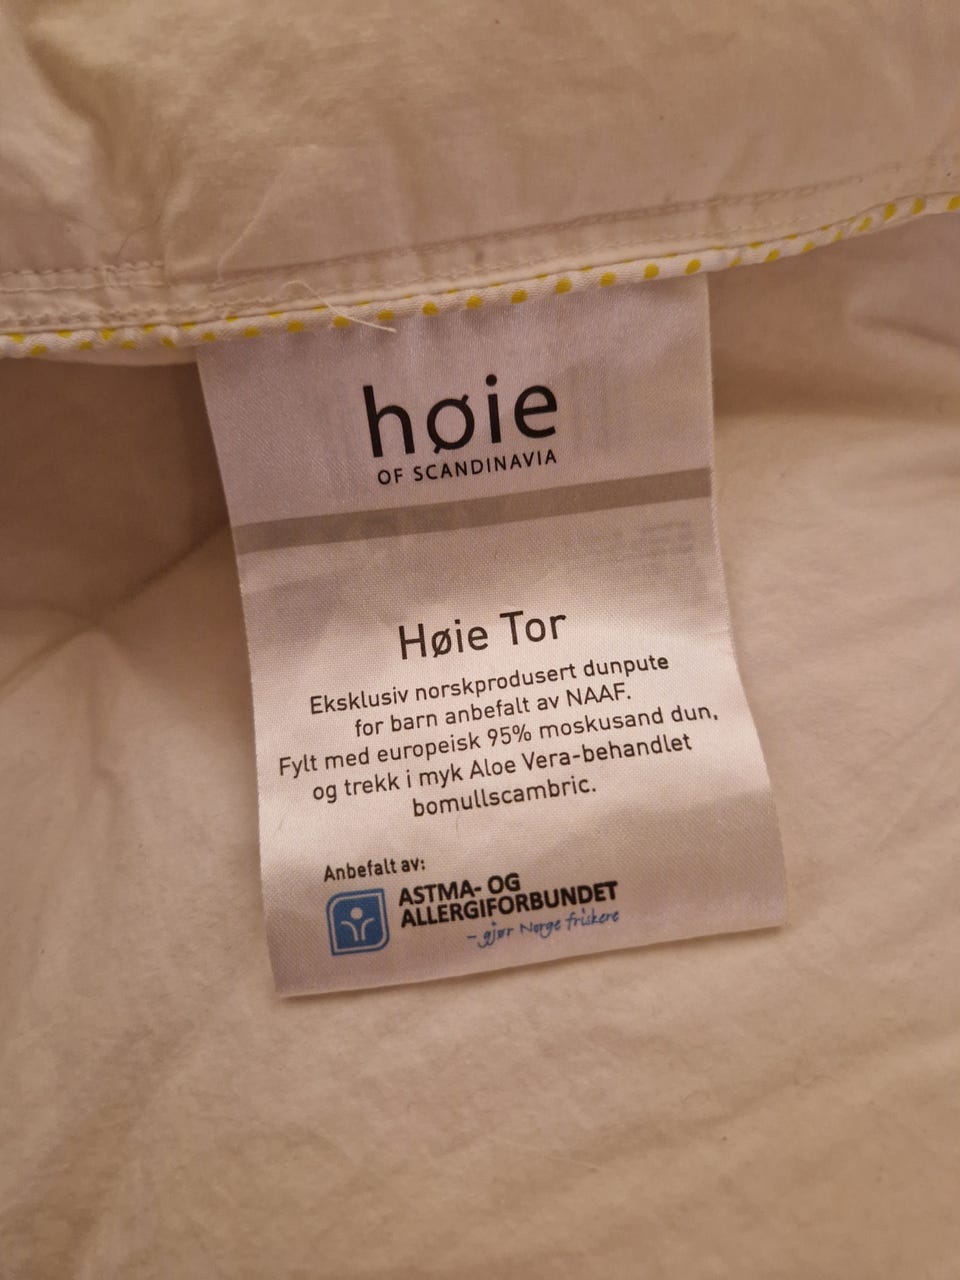 høie
OF SCANDINAVIA
Høie Tor
Eksklusiv norskprodusert dunpute
for barn anbefalt av NAAF.
Fylt med europeisk 95% moskusand dun,
og trekk i myk Aloe Vera-behandlet
bomullscambric.
Anbefalt av:
ASTMA- OG
ALLERGIFORBUNDET
- gjør Norge friskere